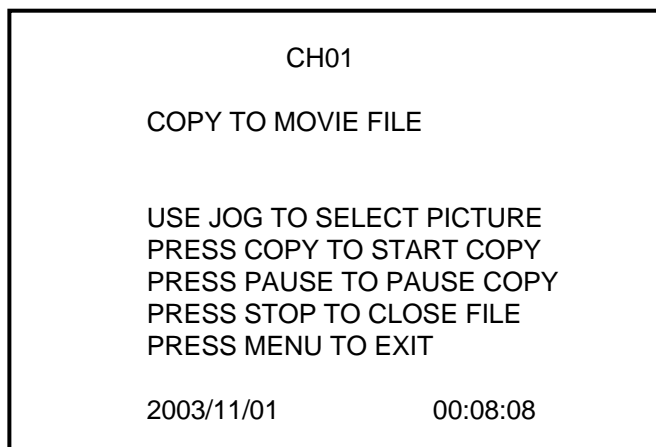 CH01
COPY TO MOVIE FILE
USE JOG TO SELECT PICTURE
PRESS COPY TO START COPY
PRESS PAUSE TO PAUSE COPY
PRESS STOP TO CLOSE FILE
PRESS MENU TO EXIT
2003/11/01 00:08:08